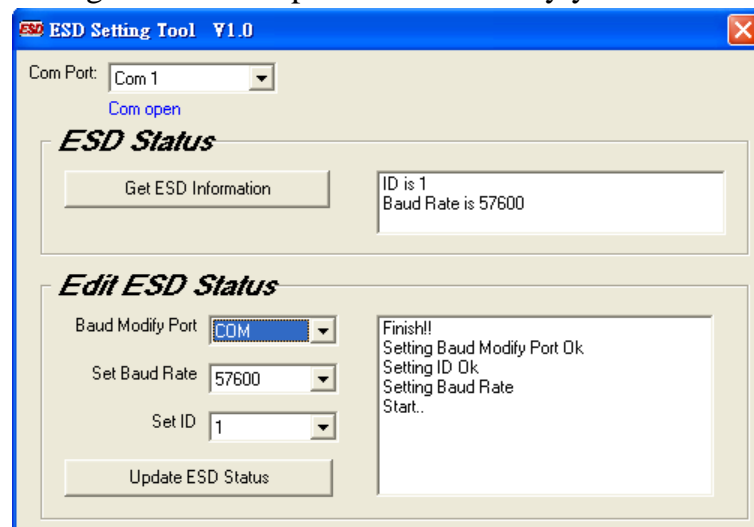 ESD ESD Setting Tool V1.0
Com Port: Com 1
Com open
ESD Status
Get ESD Information
ID is 1
Baud Rate is 57600
Edit ESD Status
Baud Modify Port COM
Set Baud Rate 57600
Set ID 1
Update ESD Status
Finish!!
Setting Baud Modify Port Ok
Setting ID Ok
Setting Baud Rate
Start..